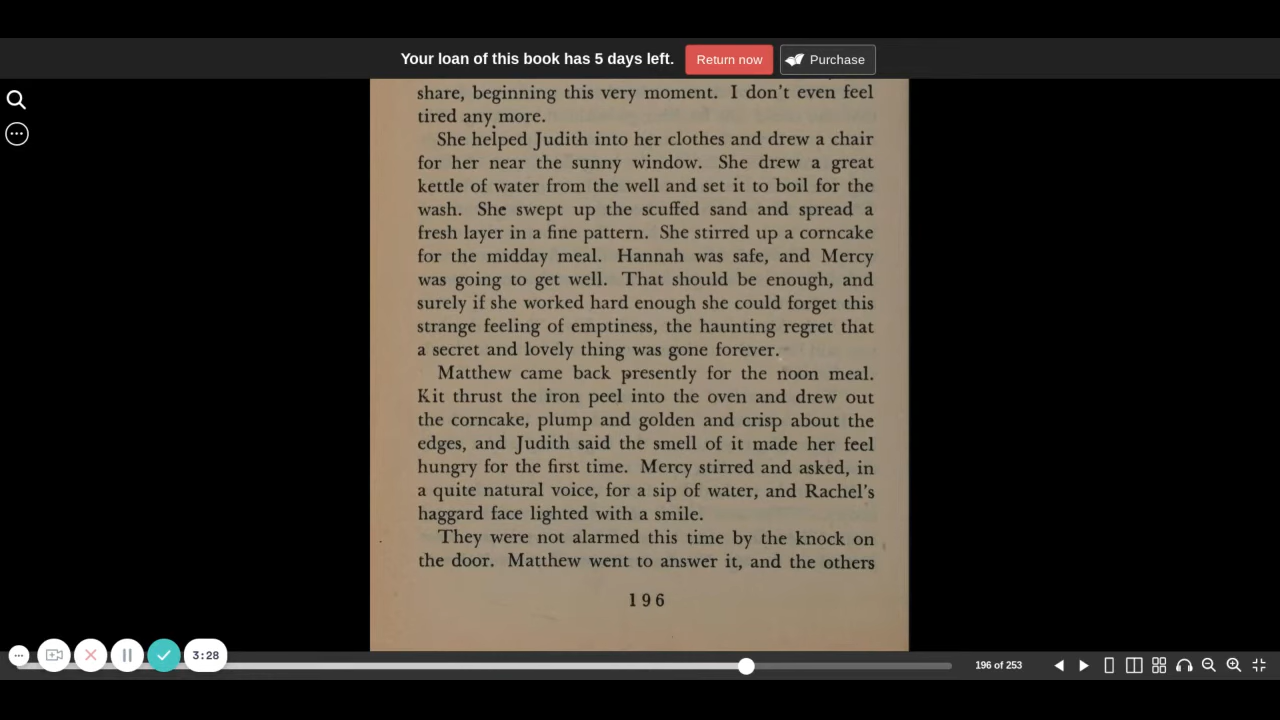 Your loan of this book has 5 days left. Return now Purchase
share, beginning this very moment. I don't even feel
tired any more.
She helped Judith into her clothes and drew a chair
for her near the sunny window. She drew a great
kettle of water from the well and set it to boil for the
wash. She swept up the scuffed sand and spread a
fresh layer in a fine pattern. She stirred up a corncake
for the midday meal. Hannah was safe, and Mercy
was going to get well. That should be enough, and
surely if she worked hard enough she could forget this
strange feeling of emptiness, the haunting regret that
a secret and lovely thing was gone forever.
Matthew came back presently for the noon meal.
Kit thrust the iron peel into the oven and drew out
the corncake, plump and golden and crisp about the
edges, and Judith said the smell of it made her feel
hungry for the first time. Mercy stirred and asked, in
a quite natural voice, for a sip of water, and Rachel's
haggard face lighted with a smile.
They were not alarmed this time by the knock on
the door. Matthew went to answer it, and the others
196
3:28
196 of 253